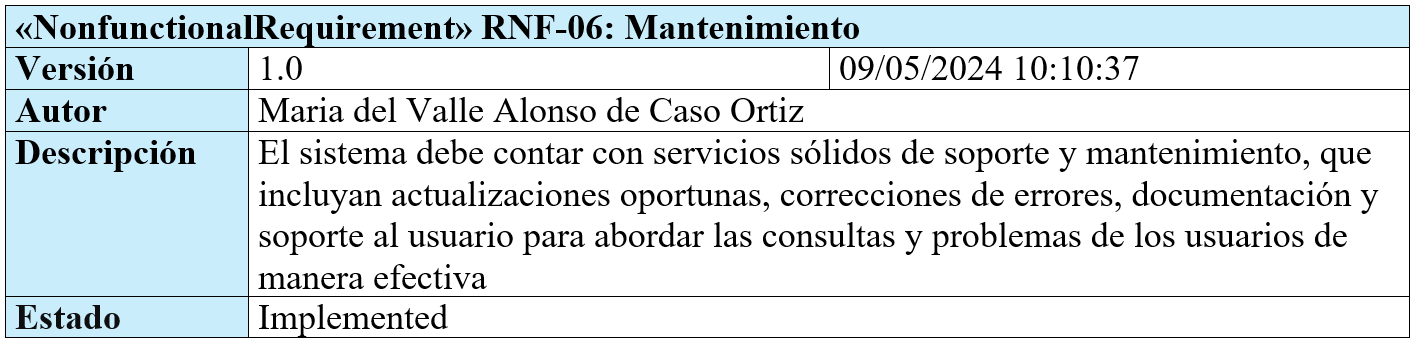 «NonfunctionalRequirement» RNF-06: Mantenimiento
Versión 1.0 09/05/2024 10:10:37
Autor Maria del Valle Alonso de Caso Ortiz
Descripción El sistema debe contar con servicios sólidos de soporte y mantenimiento, que
incluyan actualizaciones oportunas, correcciones de errores, documentación y
soporte al usuario para abordar las consultas y problemas de los usuarios de
manera efectiva
Estado Implemented